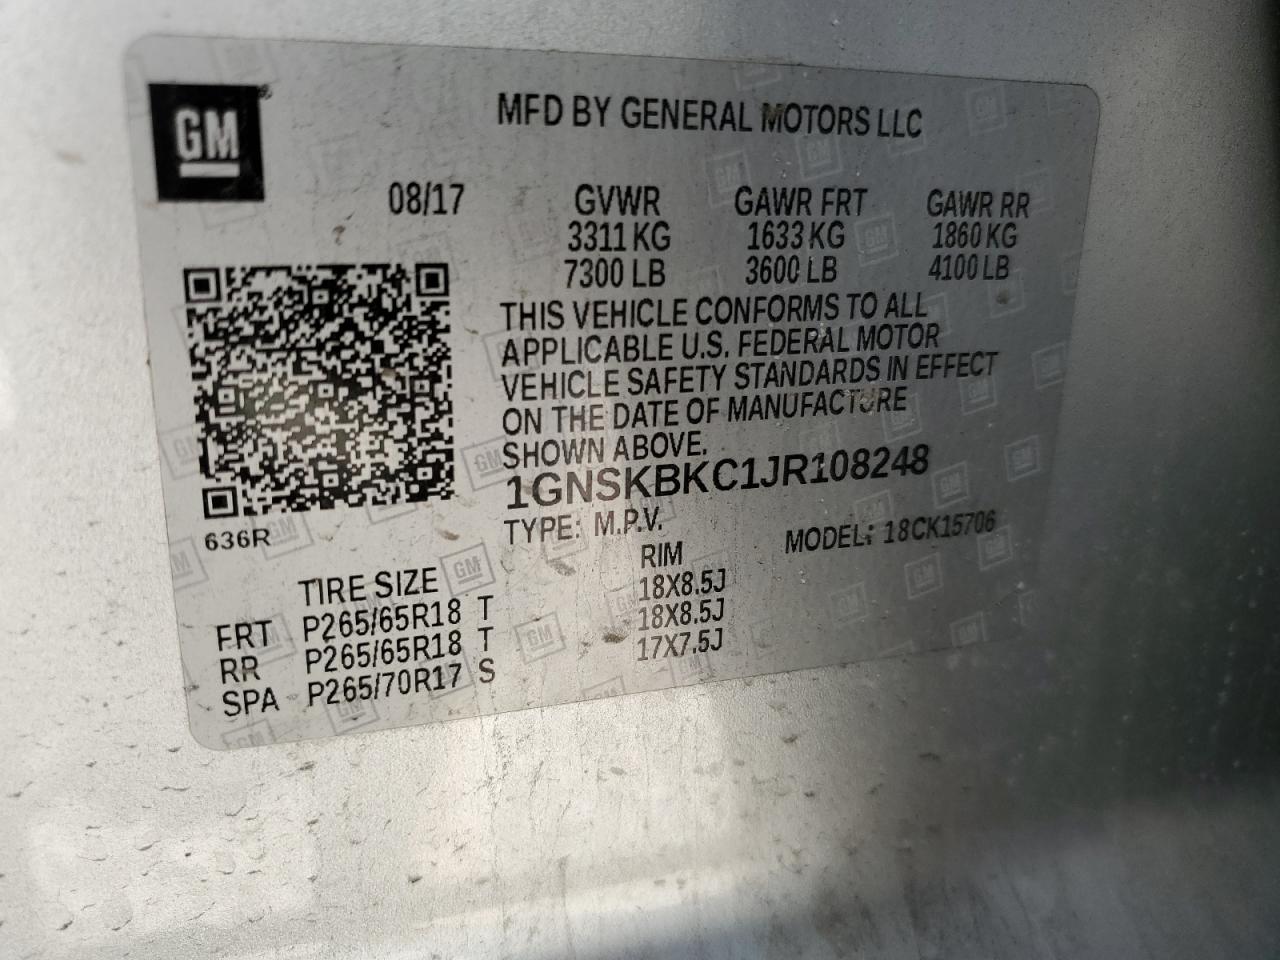 GM
MFD BY GENERAL MOTORS LLC
08/17 GVWR GAWR FRT GAWR RR
3311 KG 1633 KG 1860 KG
7300 LB 3600 LB 4100 LB
THIS VEHICLE CONFORMS TO ALL
APPLICABLE U.S. FEDERAL MOTOR
VEHICLE SAFETY STANDARDS IN EFFECT
ON THE DATE OF MANUFACTURE
SHOWN ABOVE.
1GNSKBKC1JR108248
TYPE: M.P.V. MODEL: 18CK15706
636R
TIRE SIZE RIM
FRT P265/65R18 T 18X8.5J
RR P265/65R18 T 18X8.5J
SPA P265/70R17 S 17X7.5J